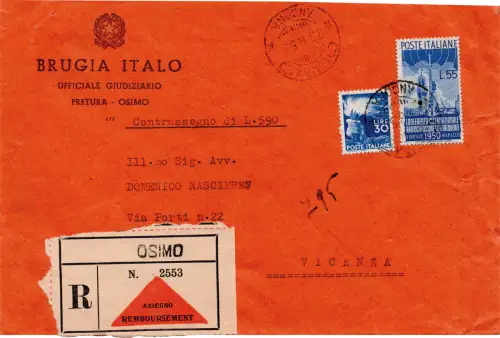 BRUGIA ITALO
UFFICIALE GIUDIZIARIO
PRETURA - OSIMO
Contrassegno di L.590
POSTE ITALIANE
L.55
1950
LIRE
30
POSTE ITALIANE
Ill.mo Sig. Avv.
DOMENICO
Via Porti n.22
295
VICENZA
OSIMO
N. 2553
R
ASSEGNO
REMBOURSEMENT